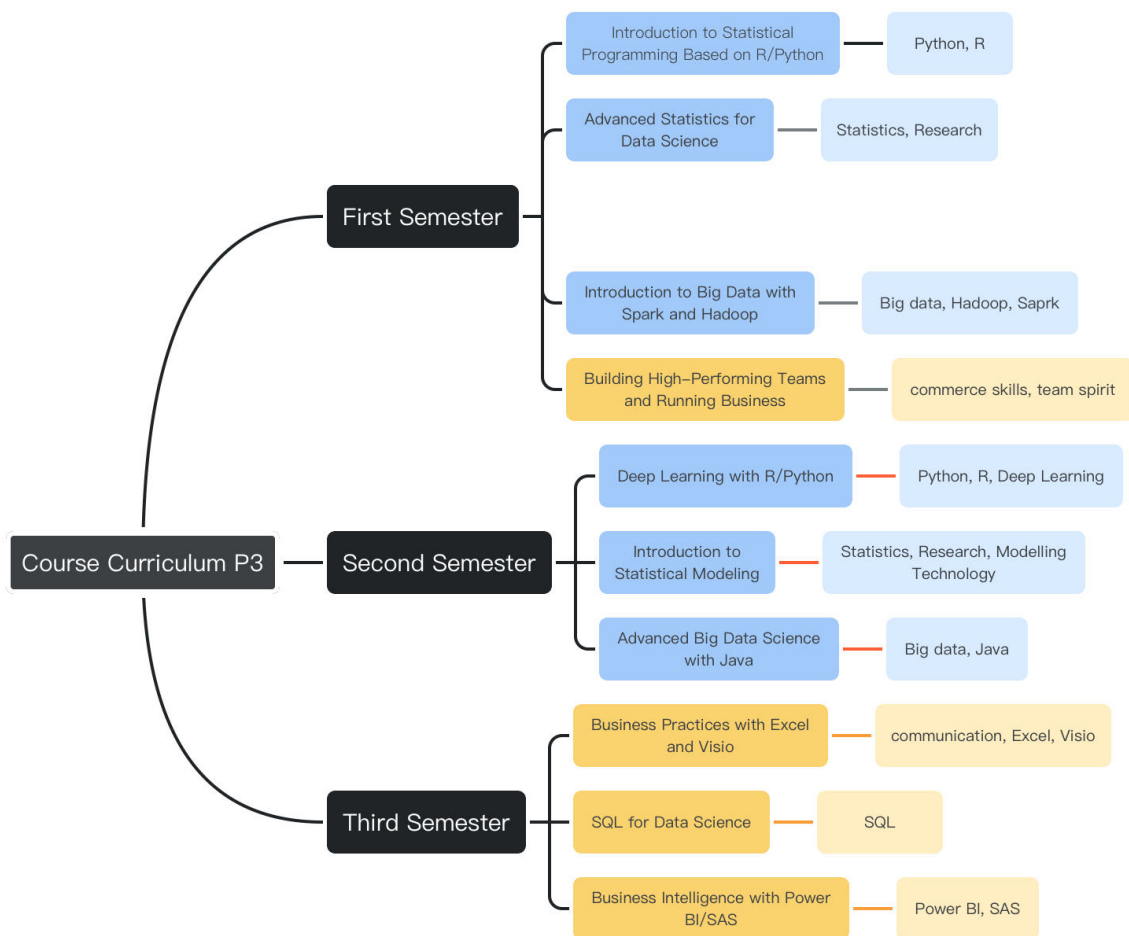 Introduction to Statistical
Programming Based on R/Python
Python, R
Advanced Statistics for
Data Science
Statistics, Research
First Semester
Introduction to Big Data with
Spark and Hadoop
Big data, Hadoop, Saprk
Building High-Performing Teams
and Running Business
commerce skills, team spirit
Deep Learning with R/Python
Python, R, Deep Learning
Course Curriculum P3
Second Semester
Introduction to
Statistical Modeling
Statistics, Research, Modelling
Technology
Advanced Big Data Science
with Java
Big data, Java
Business Practices with Excel
and Visio
communication, Excel, Visio
Third Semester
SQL for Data Science
SQL
Business Intelligence with Power
BI/SAS
Power BI, SAS